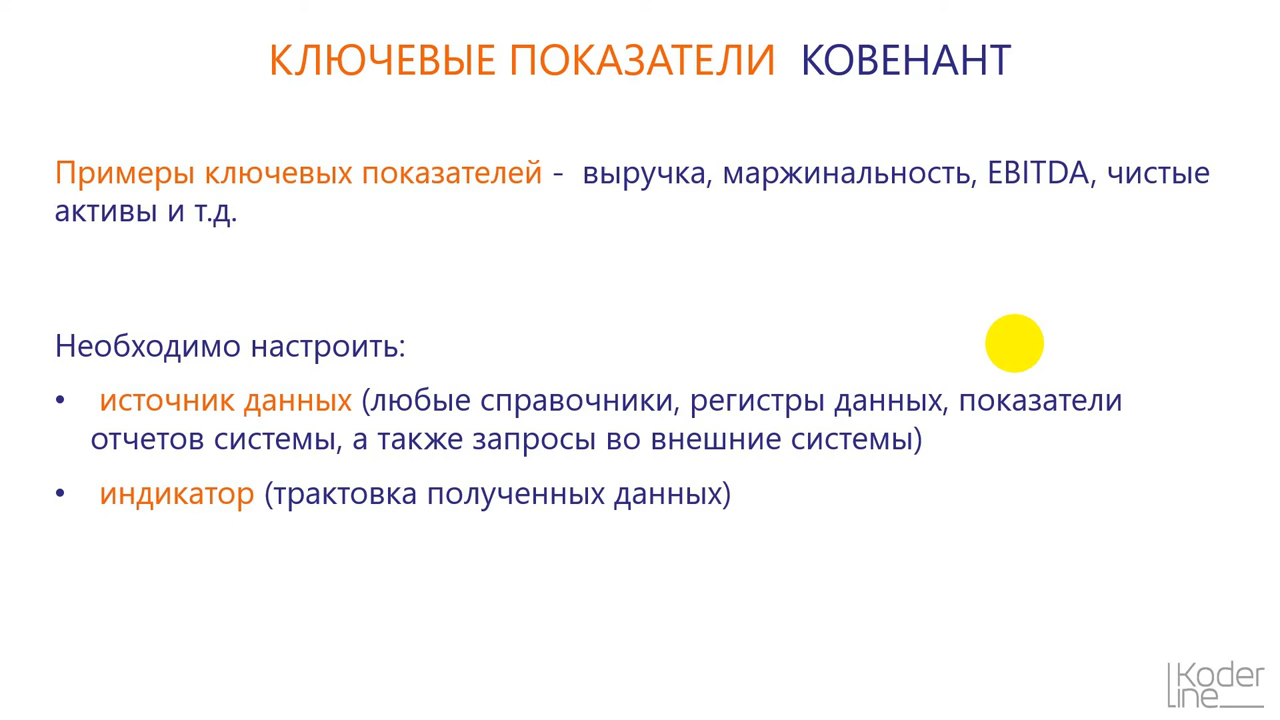 КЛЮЧЕВЫЕ ПОКАЗАТЕЛИ КОВЕНАНТ
Примеры ключевых показателей - выручка, маржинальность, EBITDA, чистые
активы и т.д.
Необходимо настроить:
• источник данных (любые справочники, регистры данных, показатели
отчетов системы, а также запросы во внешние системы)
• индикатор (трактовка полученных данных)
Koder
line